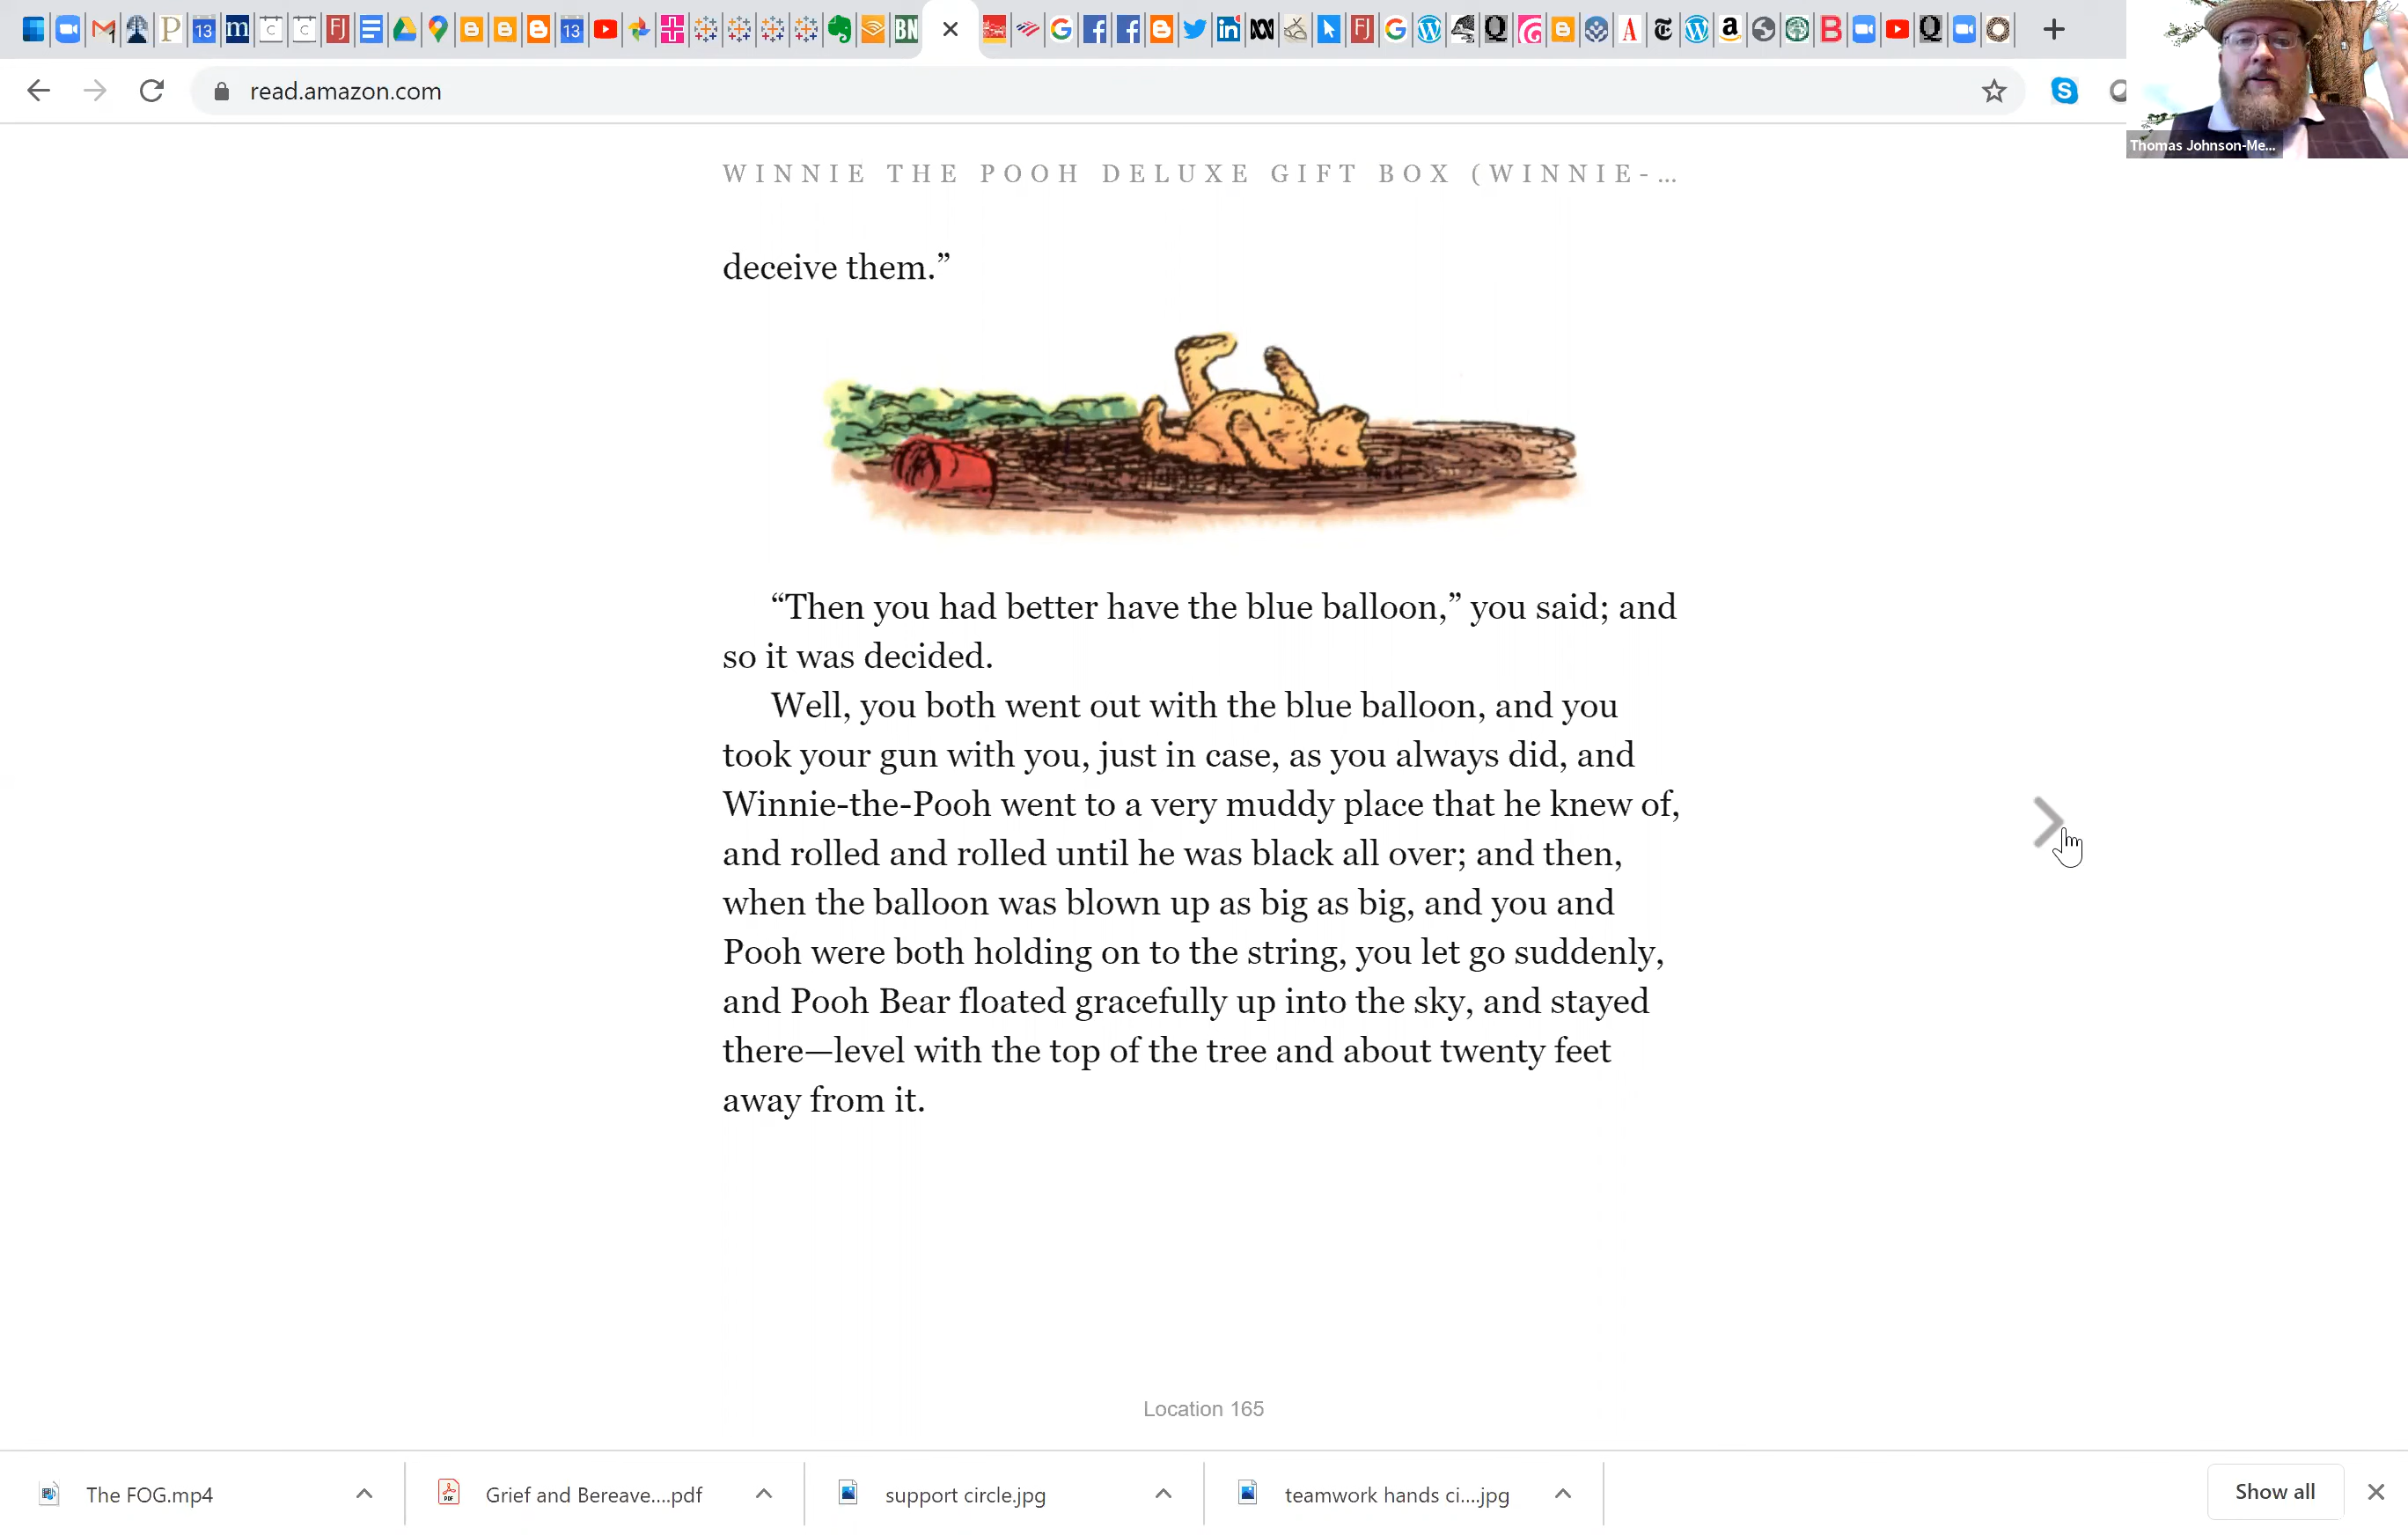 read.amazon.com
Thomas Johnson-Me...
WINNIE THE POOH DELUXE GIFT BOX (WINNIE-...
deceive them.”
“Then you had better have the blue balloon,” you said; and
so it was decided.
Well, you both went out with the blue balloon, and you
took your gun with you, just in case, as you always did, and
Winnie-the-Pooh went to a very muddy place that he knew of,
and rolled and rolled until he was black all over; and then,
when the balloon was blown up as big as big, and you and
Pooh were both holding on to the string, you let go suddenly,
and Pooh Bear floated gracefully up into the sky, and stayed
there—level with the top of the tree and about twenty feet
away from it.
Location 165
The FOG.mp4
Grief and Bereave....pdf
support circle.jpg
teamwork hands ci....jpg
Show all